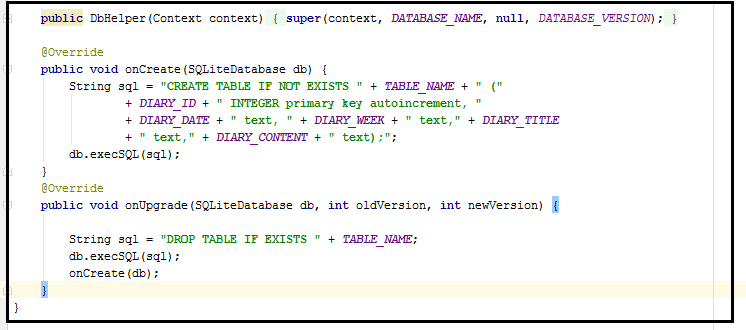 public DbHelper(Context context) { super(context, DATABASE_NAME, null, DATABASE_VERSION); }
@Override
public void onCreate(SQLiteDatabase db) {
String sql = "CREATE TABLE IF NOT EXISTS " + TABLE_NAME + " ("
+ DIARY_ID + " INTEGER primary key autoincrement, "
+ DIARY_DATE + " text, " + DIARY_WEEK + " text," + DIARY_TITLE
+ " text," + DIARY_CONTENT + " text);";
db.execSQL(sql);
}
@Override
public void onUpgrade(SQLiteDatabase db, int oldVersion, int newVersion) {
String sql = "DROP TABLE IF EXISTS " + TABLE_NAME;
db.execSQL(sql);
onCreate(db);
}
}